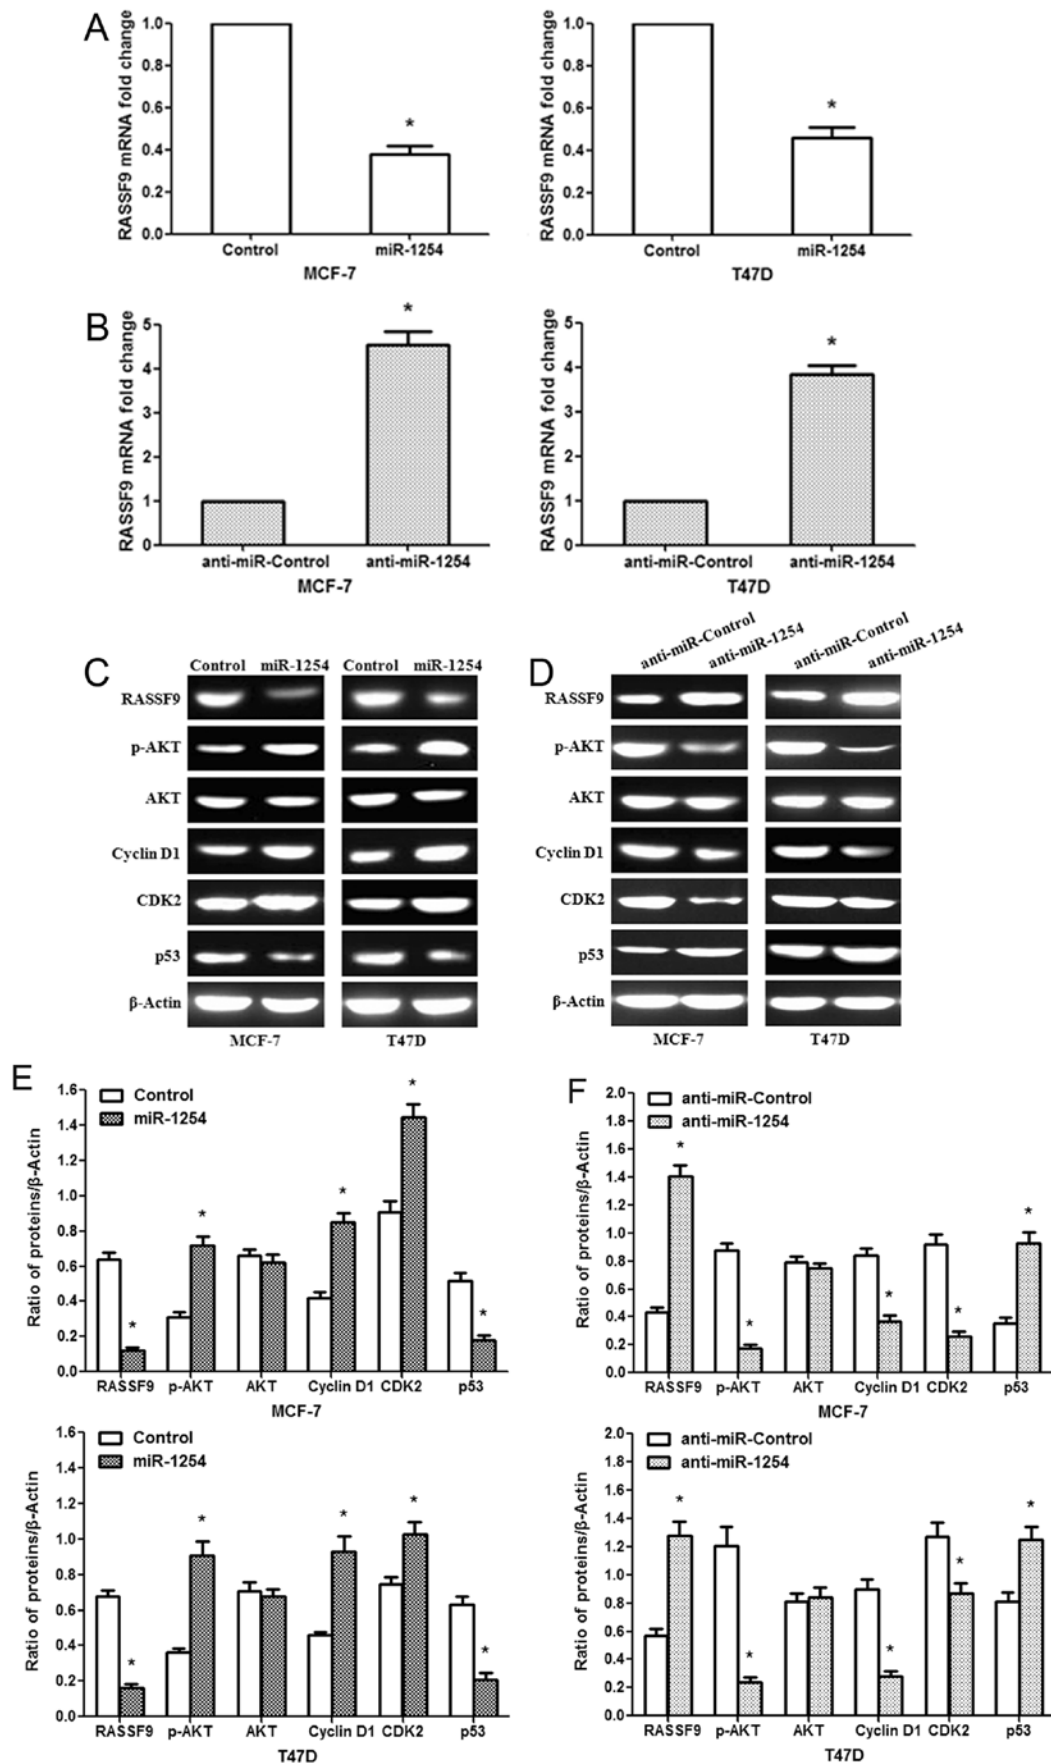 A
RASSF9 mRNA fold change
1.0
0.8
0.6
0.4
0.2
0.0
*
Control
miR-1254
MCF-7
RASSF9 mRNA fold change
1.0
0.8
0.6
0.4
0.2
0.0
*
Control
miR-1254
T47D
B
RASSF9 mRNA fold change
5
4
3
2
1
0
*
anti-miR-Control
anti-miR-1254
MCF-7
RASSF9 mRNA fold change
5
4
3
2
1
0
*
anti-miR-Control
anti-miR-1254
T47D
C
Control miR-1254 Control miR-1254
RASSF9
p-AKT
AKT
Cyclin D1
CDK2
p53
β-Actin
MCF-7
T47D
D
anti-miR-Control
anti-miR-1254
anti-miR-Control
anti-miR-1254
RASSF9
p-AKT
AKT
Cyclin D1
CDK2
p53
β-Actin
MCF-7
T47D
E
Ratio of proteins/β-Actin
1.6
1.4
1.2
1.0
0.8
0.6
0.4
0.2
0.0
Control
miR-1254
* * * * *
RASSF9 p-AKT AKT Cyclin D1 CDK2 p53
MCF-7
Ratio of proteins/β-Actin
1.6
1.4
1.2
1.0
0.8
0.6
0.4
0.2
0.0
Control
miR-1254
* * * * *
RASSF9 p-AKT AKT Cyclin D1 CDK2 p53
T47D
F
Ratio of proteins/β-Actin
2.0
1.8
1.6
1.4
1.2
1.0
0.8
0.6
0.4
0.2
0.0
anti-miR-Control
anti-miR-1254
* * * * *
RASSF9 p-AKT AKT Cyclin D1 CDK2 p53
MCF-7
Ratio of proteins/β-Actin
2.0
1.8
1.6
1.4
1.2
1.0
0.8
0.6
0.4
0.2
0.0
anti-miR-Control
anti-miR-1254
* * * * *
RASSF9 p-AKT AKT Cyclin D1 CDK2 p53
T47D